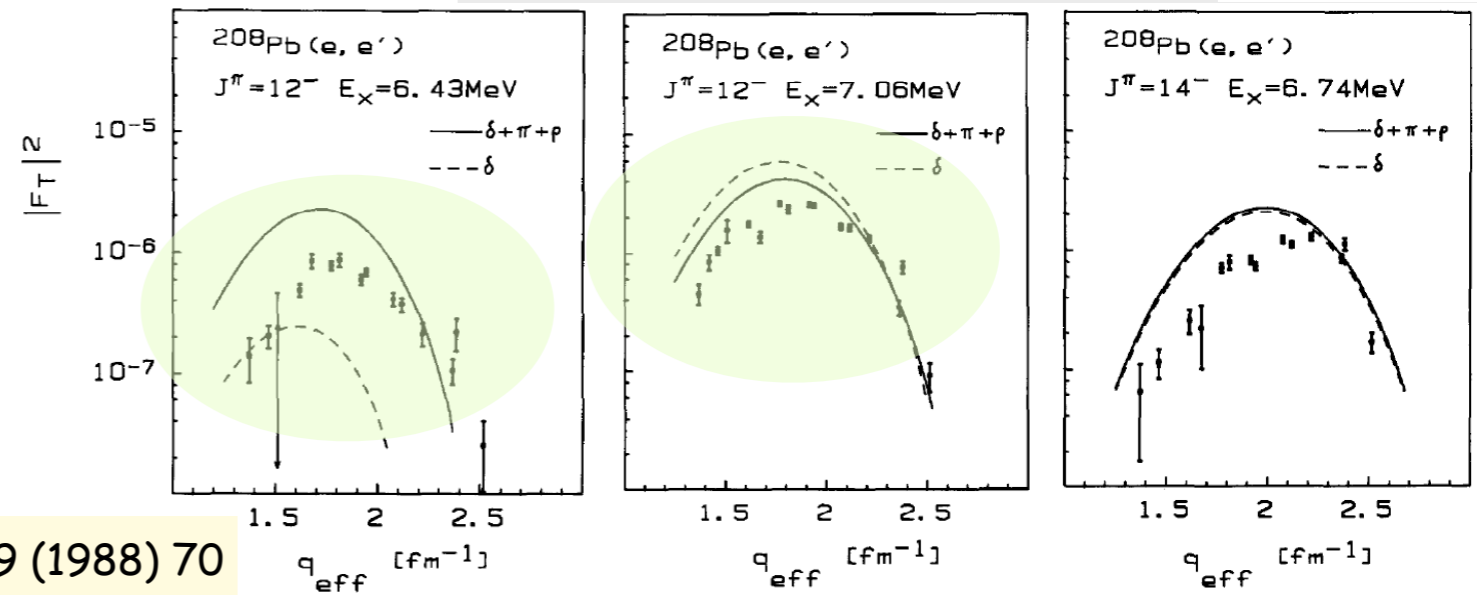 208Pb(e,e′)
Jπ=12− Ex=6.43MeV
δ+π+ρ
δ
|FT|2
10−5
10−6
10−7
1.5 2 2.5
qeff [fm−1]
208Pb(e,e′)
Jπ=12− Ex=7.06MeV
δ+π+ρ
δ
1.5 2 2.5
qeff [fm−1]
208Pb(e,e′)
Jπ=14− Ex=6.74MeV
δ+π+ρ
δ
1.5 2 2.5
qeff [fm−1]
9 (1988) 70